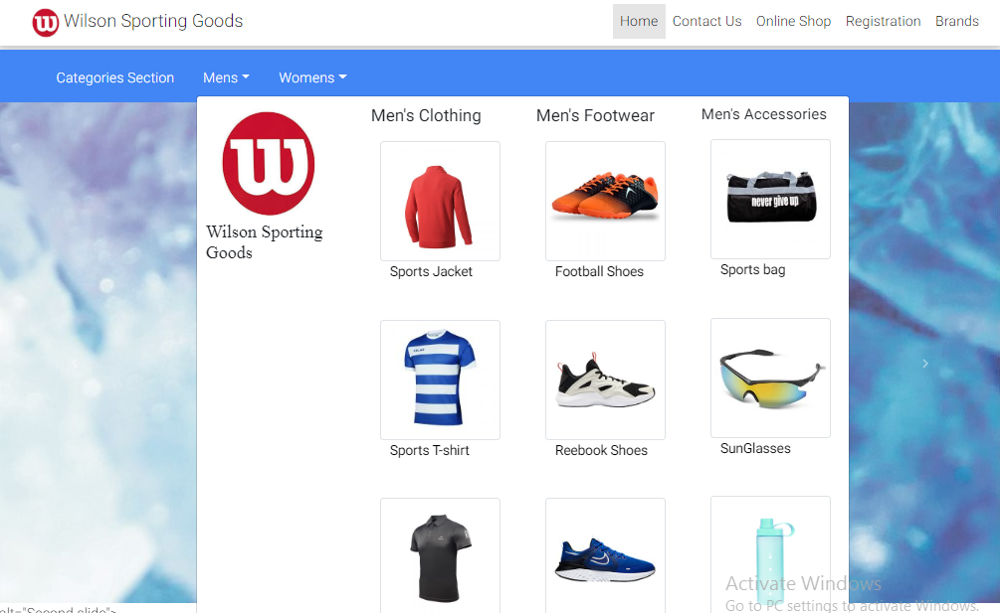 Wilson Sporting Goods
Home Contact Us Online Shop Registration Brands
Categories Section Mens Womens
Wilson Sporting
Goods
Men's Clothing
Sports Jacket
Sports T-shirt
Men's Footwear
Football Shoes
Reebook Shoes
Men's Accessories
never give up
Sports bag
SunGlasses
Activate Windows
Go to PC settings to activate Windows.
alt="Second slide">